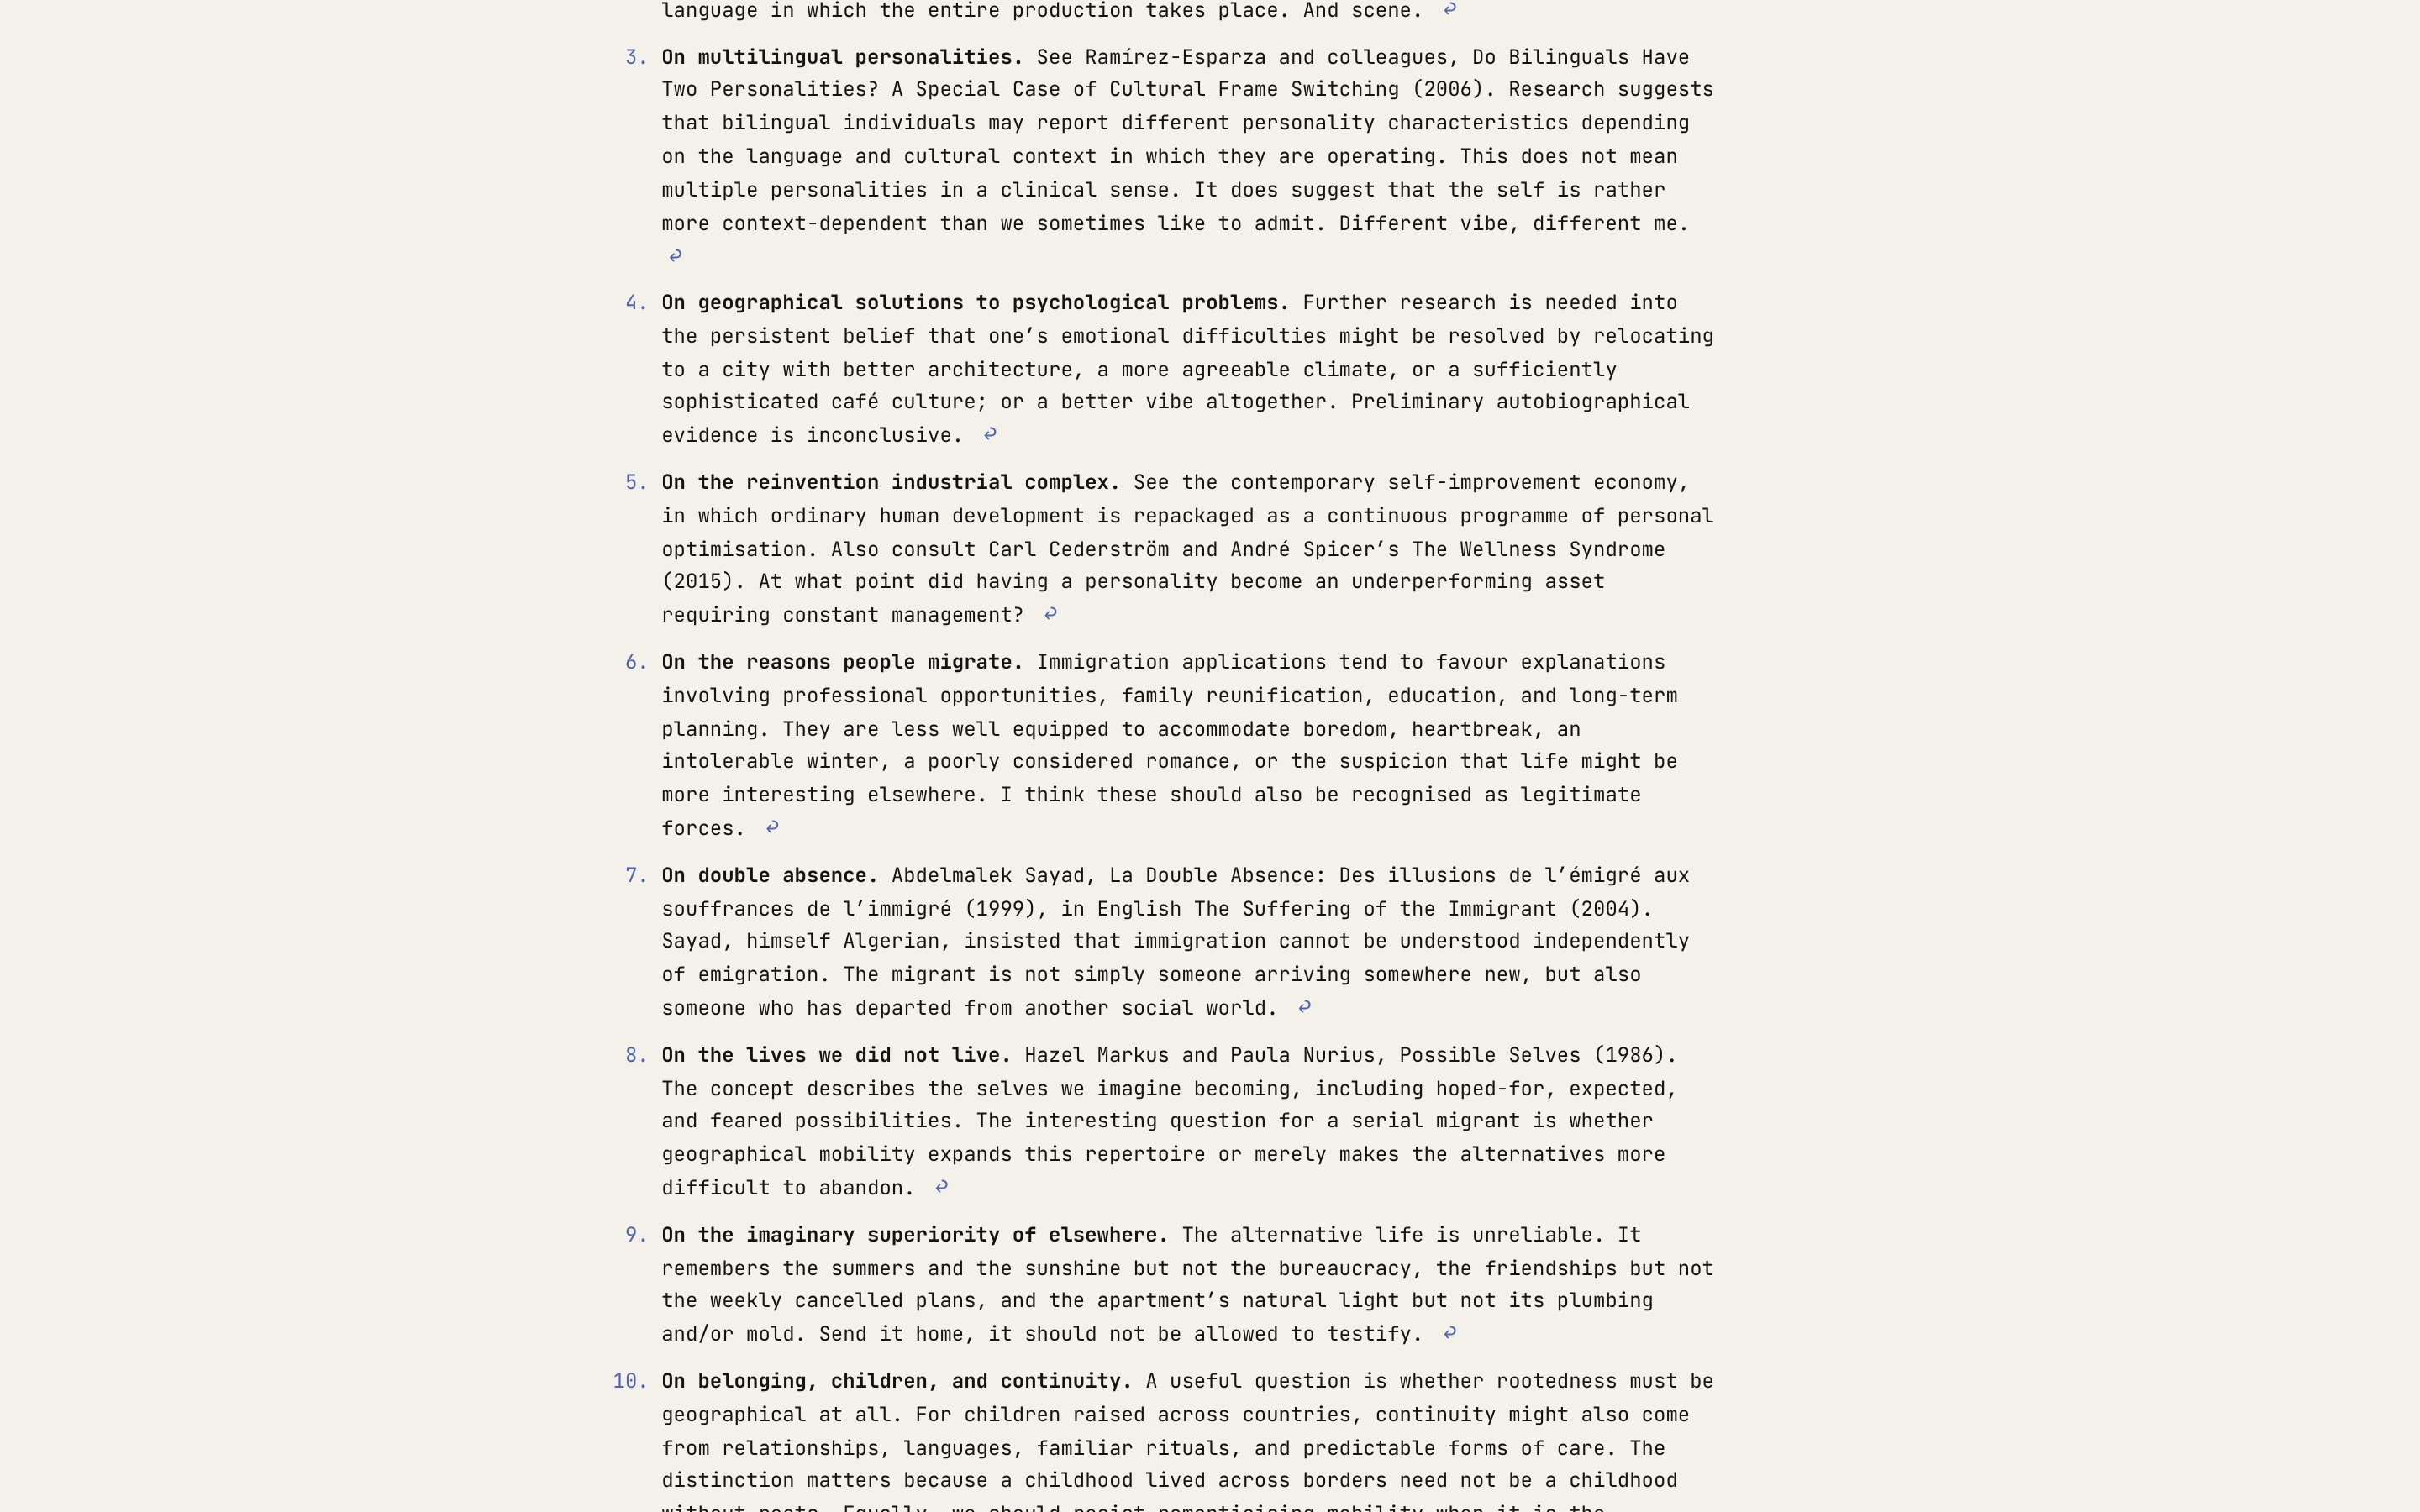 language in which the entire production takes place. And scene. ↩
3. On multilingual personalities. See Ramírez-Esparza and colleagues, Do Bilinguals Have
Two Personalities? A Special Case of Cultural Frame Switching (2006). Research suggests
that bilingual individuals may report different personality characteristics depending
on the language and cultural context in which they are operating. This does not mean
multiple personalities in a clinical sense. It does suggest that the self is rather
more context-dependent than we sometimes like to admit. Different vibe, different me.
↩
4. On geographical solutions to psychological problems. Further research is needed into
the persistent belief that one’s emotional difficulties might be resolved by relocating
to a city with better architecture, a more agreeable climate, or a sufficiently
sophisticated café culture; or a better vibe altogether. Preliminary autobiographical
evidence is inconclusive. ↩
5. On the reinvention industrial complex. See the contemporary self-improvement economy,
in which ordinary human development is repackaged as a continuous programme of personal
optimisation. Also consult Carl Cederström and André Spicer’s The Wellness Syndrome
(2015). At what point did having a personality become an underperforming asset
requiring constant management? ↩
6. On the reasons people migrate. Immigration applications tend to favour explanations
involving professional opportunities, family reunification, education, and long-term
planning. They are less well equipped to accommodate boredom, heartbreak, an
intolerable winter, a poorly considered romance, or the suspicion that life might be
more interesting elsewhere. I think these should also be recognised as legitimate
forces. ↩
7. On double absence. Abdelmalek Sayad, La Double Absence: Des illusions de l’émigré aux
souffrances de l’immigré (1999), in English The Suffering of the Immigrant (2004).
Sayad, himself Algerian, insisted that immigration cannot be understood independently
of emigration. The migrant is not simply someone arriving somewhere new, but also
someone who has departed from another social world. ↩
8. On the lives we did not live. Hazel Markus and Paula Nurius, Possible Selves (1986).
The concept describes the selves we imagine becoming, including hoped-for, expected,
and feared possibilities. The interesting question for a serial migrant is whether
geographical mobility expands this repertoire or merely makes the alternatives more
difficult to abandon. ↩
9. On the imaginary superiority of elsewhere. The alternative life is unreliable. It
remembers the summers and the sunshine but not the bureaucracy, the friendships but not
the weekly cancelled plans, and the apartment’s natural light but not its plumbing
and/or mold. Send it home, it should not be allowed to testify. ↩
10. On belonging, children, and continuity. A useful question is whether rootedness must be
geographical at all. For children raised across countries, continuity might also come
from relationships, languages, familiar rituals, and predictable forms of care. The
distinction matters because a childhood lived across borders need not be a childhood